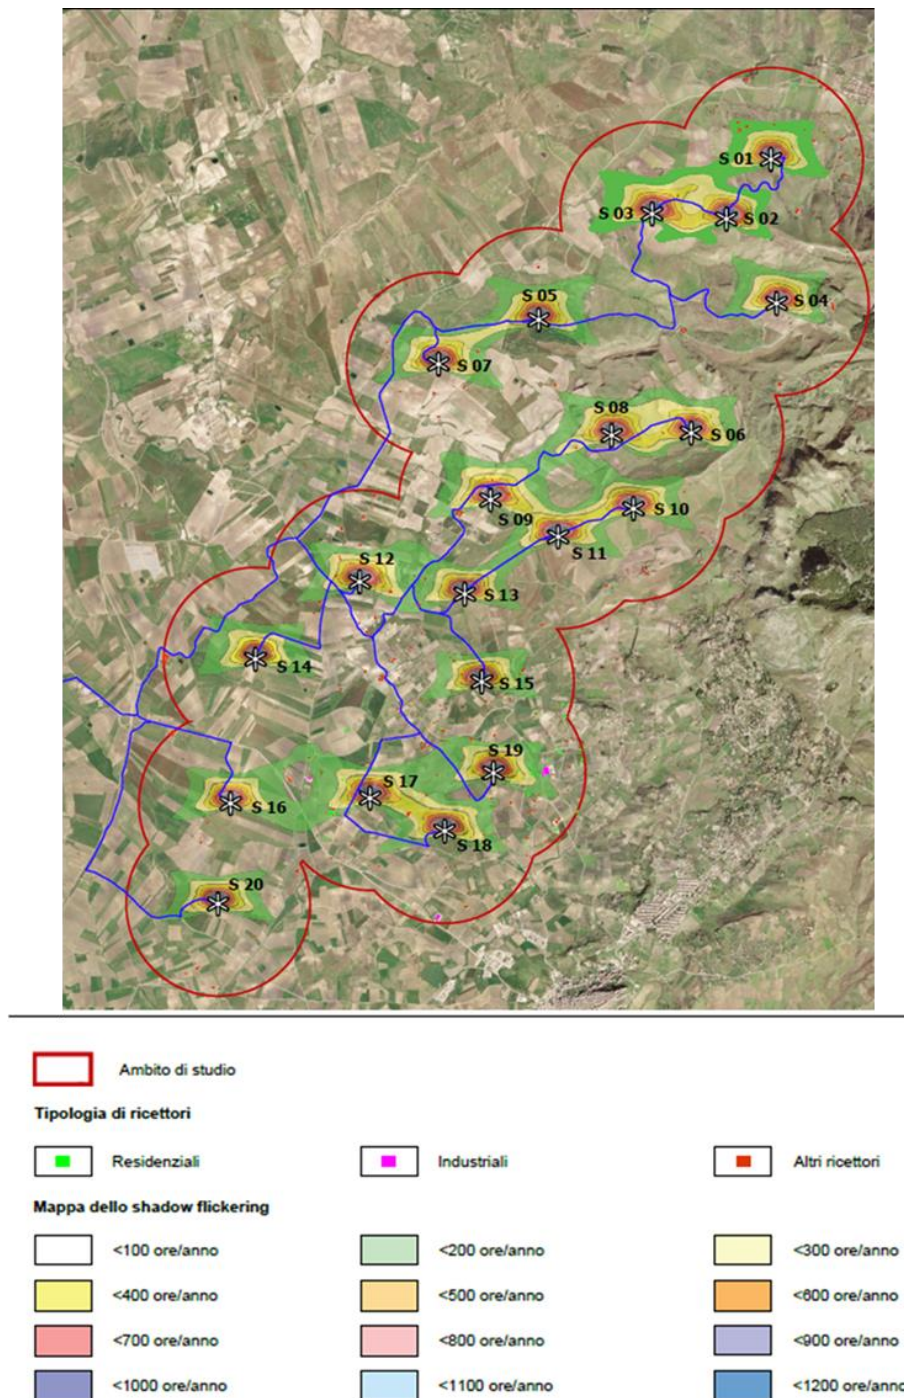 S 01
S 03
S 02
S 04
S 05
S 07
S 08
S 06
S 09
S 10
S 11
S 12
S 13
S 14
S 15
S 19
S 17
S 16
S 18
S 20
Ambito di studio
Tipologia di ricettori
Residenziali
Industriali
Altri ricettori
Mappa dello shadow flickering
<100 ore/anno
<200 ore/anno
<300 ore/anno
<400 ore/anno
<500 ore/anno
<600 ore/anno
<700 ore/anno
<800 ore/anno
<900 ore/anno
<1000 ore/anno
<1100 ore/anno
<1200 ore/anno